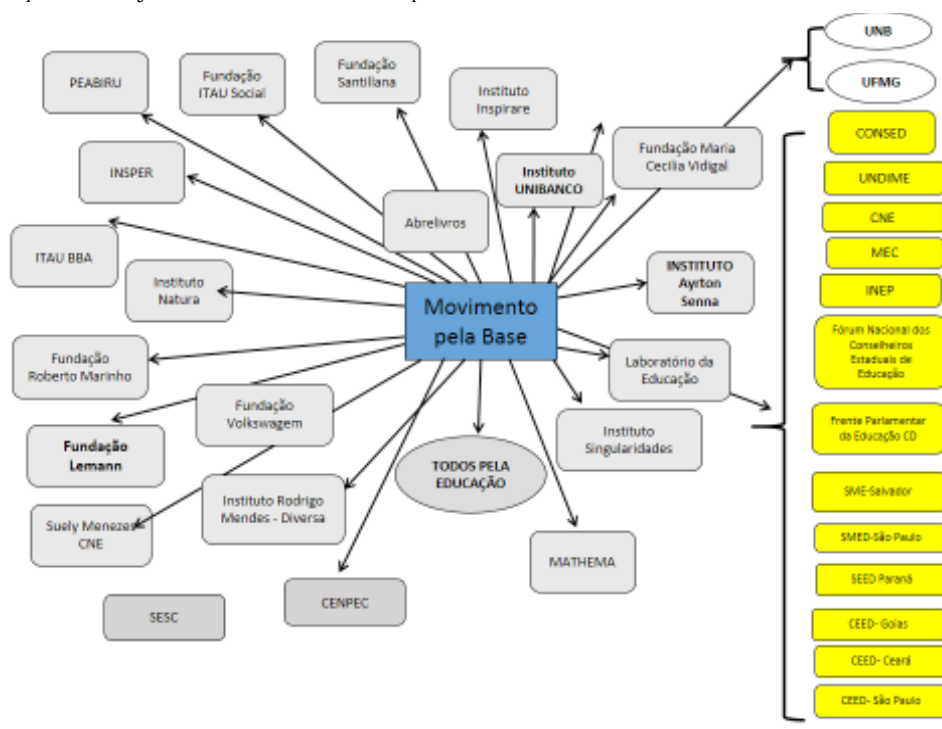 UNB
UFMG
PEABIRU
Fundação
ITAU Social
Fundação
Santillana
Instituto
Inspirare
Instituto
UNIBANCO
Fundação Maria
Cecilia Vidigal
CONSED
INSPER
UNDIME
Abrelivros
CNE
ITAU BBA
MEC
Instituto
Natura
INSTITUTO
Ayrton
Senna
INEP
Movimento
pela Base
Fórum Nacional dos
Conselheiros
Estaduais de
Educação
Fundação
Roberto Marinho
Laboratório da
Educação
Fundação
Volkswagem
Frente Parlamentar
da Educação CD
Fundação
Lemann
Instituto
Singularidades
TODOS PELA
EDUCAÇÃO
SME-Salvador
Instituto Rodrigo
Mendes - Diversa
Suely Menezes
CNE
SMED-São Paulo
MATHEMA
SEED Paraná
SESC
CENPEC
CEED- Goias
CEED- Ceará
CEED- São Paulo